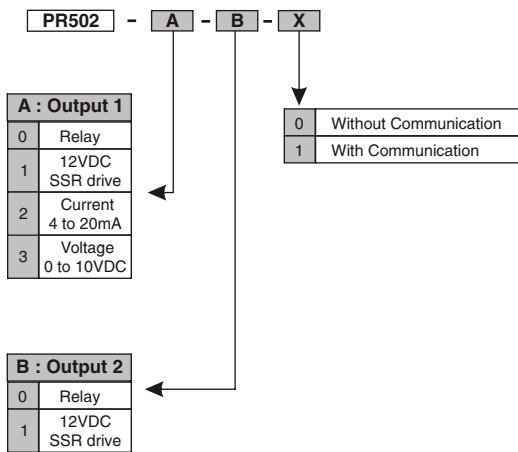 PR502 - A - B - X
A : Output 1
0 Relay
1 12VDC
SSR drive
2 Current
4 to 20mA
3 Voltage
0 to 10VDC
0 Without Communication
1 With Communication
B : Output 2
0 Relay
1 12VDC
SSR drive